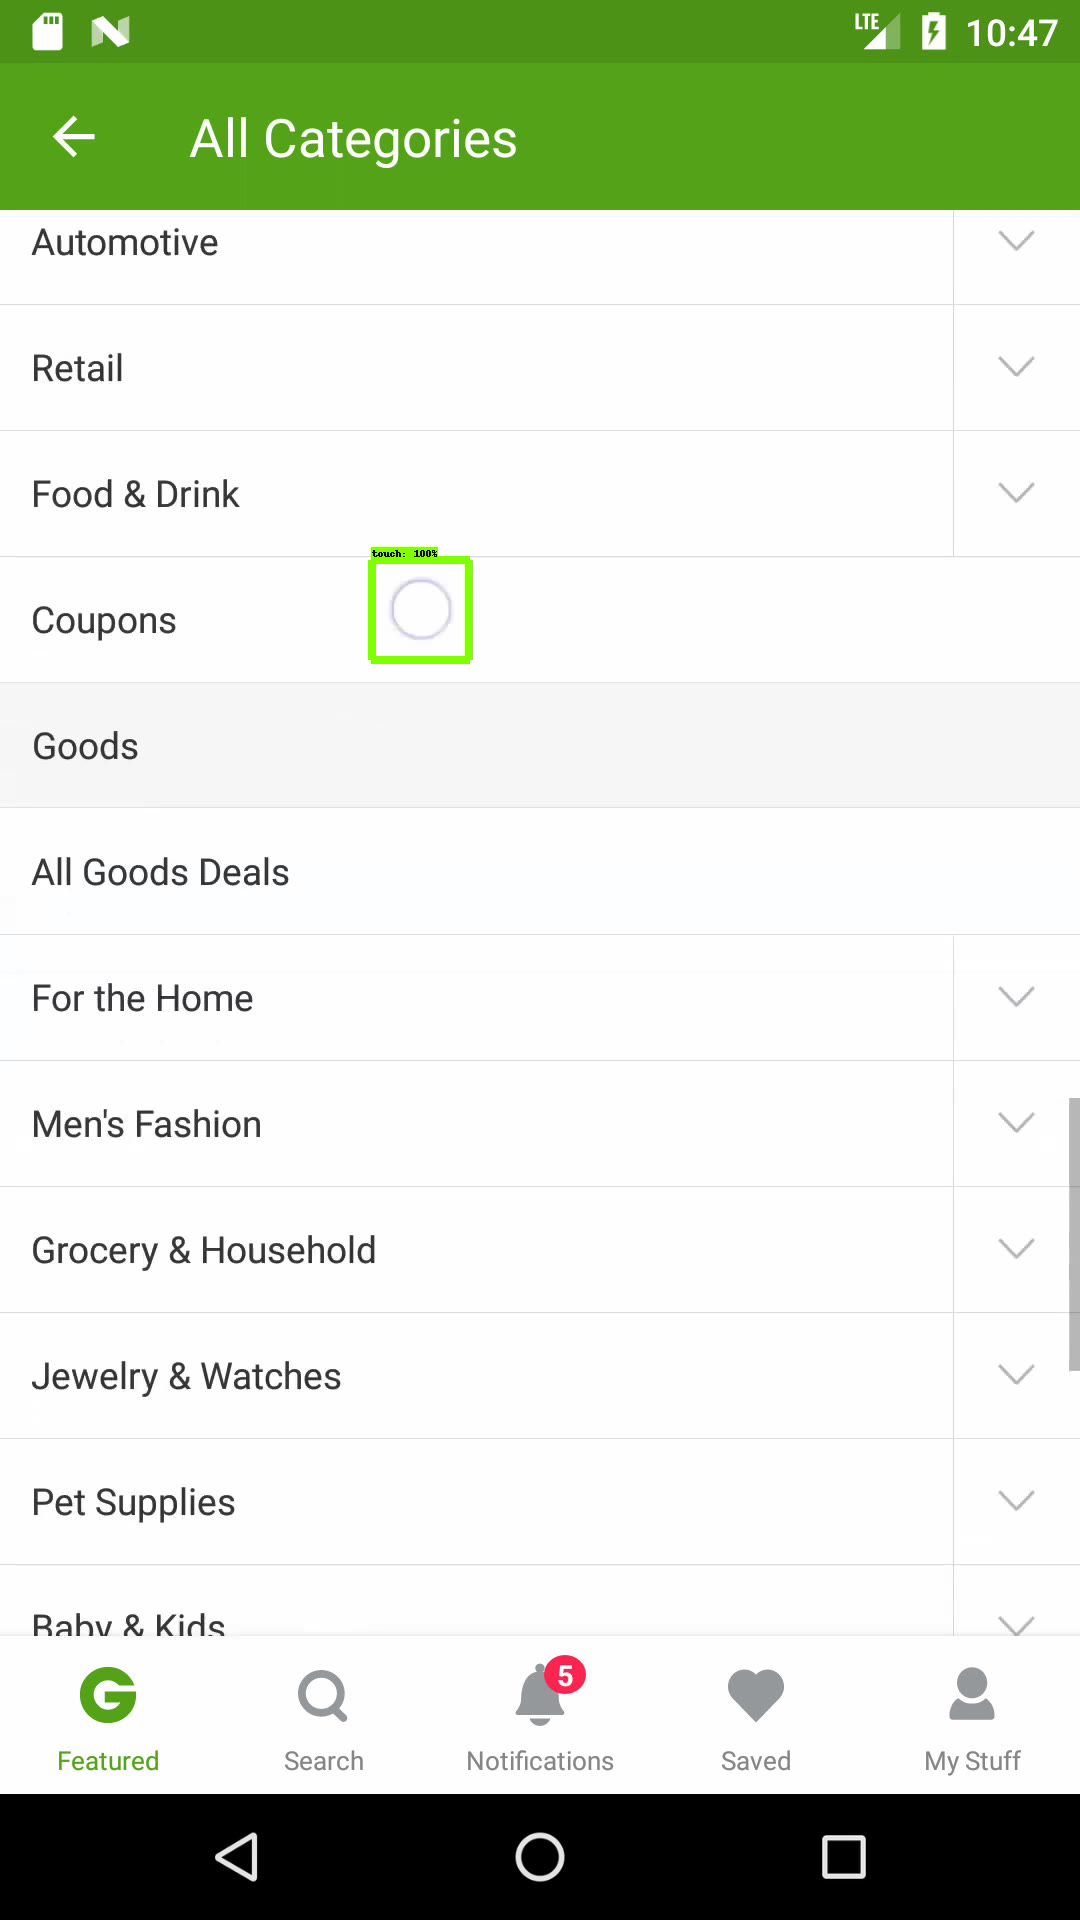 LTE 10:47
All Categories
Automotive
Retail
Food & Drink
touch: 100%
Coupons
Goods
All Goods Deals
For the Home
Men's Fashion
Grocery & Household
Jewelry & Watches
Pet Supplies
Baby & Kids
5
Featured Search Notifications Saved My Stuff